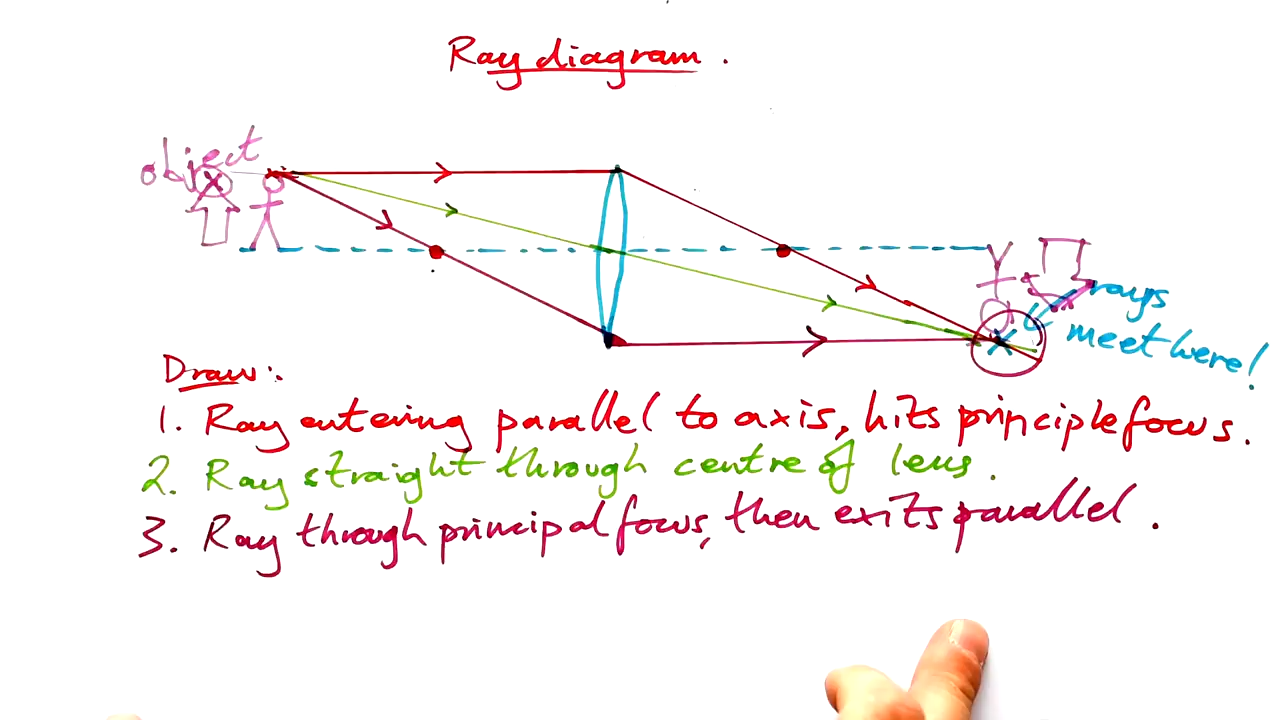 Ray diagram.
object
rays
meet here!
Draw:
1. Ray entering parallel to axis, hits principle focus.
2. Ray straight through centre of lens.
3. Ray through principal focus, then exits parallel.